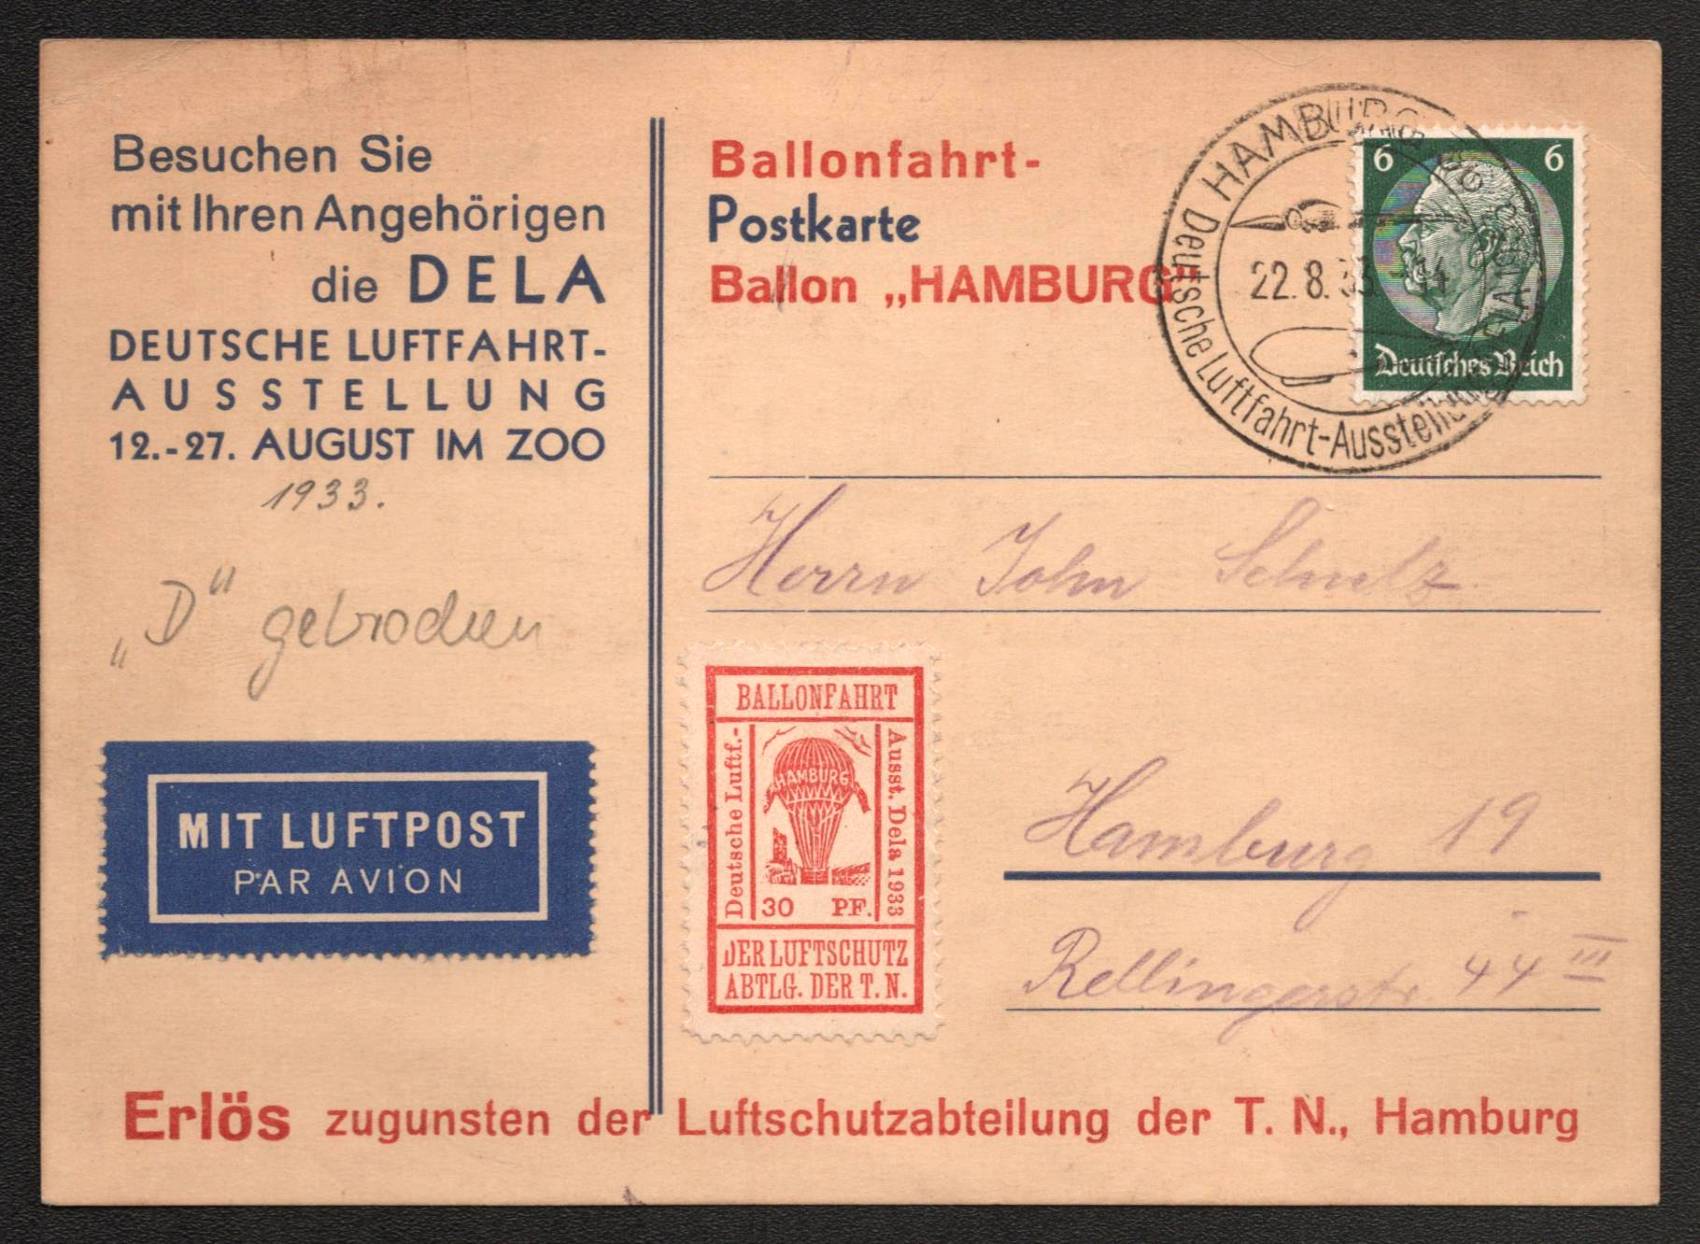 Besuchen Sie
mit Ihren Angehörigen
die DELA
DEUTSCHE LUFTFAHRT-
AUSSTELLUNG
12.-27. AUGUST IM ZOO
1933.
„D“ gebrochen
MIT LUFTPOST
PAR AVION
Ballonfahrt-
Postkarte
Ballon „HAMBURG“
HAMBURG
22.8.33.
Deutsche Luftfahrt-Ausstellung
6 6
Deutsches Reich
Herrn John Schulz
Hamburg 19
Rellingerstr. 44 III
BALLONFAHRT
Deutsche Luftf.-
HAMBURG
Ausst. Dela 1933
30 PF.
DER LUFTSCHUTZ
ABTLG. DER T. N.
Erlös zugunsten der Luftschutzabteilung der T. N., Hamburg